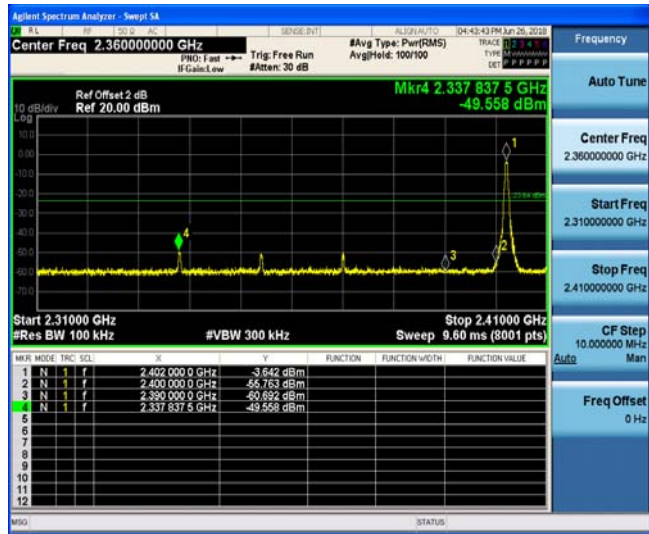 Agilent Spectrum Analyzer - Swept SA
RL RF 50 Ω AC SENSE:INT ALIGN AUTO 04:43:43 PM Jun 26, 2018
Center Freq 2.360000000 GHz
PNO: Fast
IFGain:Low
Trig: Free Run
#Atten: 30 dB
#Avg Type: Pwr(RMS)
Avg|Hold: 100/100
TRACE 1 2 3 4 5 6
TYPE
DET P P P P P P
Mkr4 2.337 837 5 GHz
-49.558 dBm
Ref Offset 2 dB
Ref 20.00 dBm
10 dB/div
Log
10.0
0.00
-10.0
-20.0
-30.0
-40.0
-50.0
-60.0
-70.0
1
2
3
4
Start 2.31000 GHz
Stop 2.41000 GHz
#Res BW 100 kHz
#VBW 300 kHz
Sweep 9.60 ms (8001 pts)
MKR MODE TRC SCL X Y FUNCTION FUNCTION WIDTH FUNCTION VALUE
1 N 1 f 2.402 000 0 GHz -3.642 dBm
2 N 1 f 2.400 000 0 GHz -55.763 dBm
3 N 1 f 2.390 000 0 GHz -60.692 dBm
4 N 1 f 2.337 837 5 GHz -49.558 dBm
5
6
7
8
9
10
11
12
MSG
STATUS
Frequency
Auto Tune
Center Freq
2.360000000 GHz
Start Freq
2.310000000 GHz
Stop Freq
2.410000000 GHz
CF Step
10.000000 MHz
Auto Man
Freq Offset
0 Hz